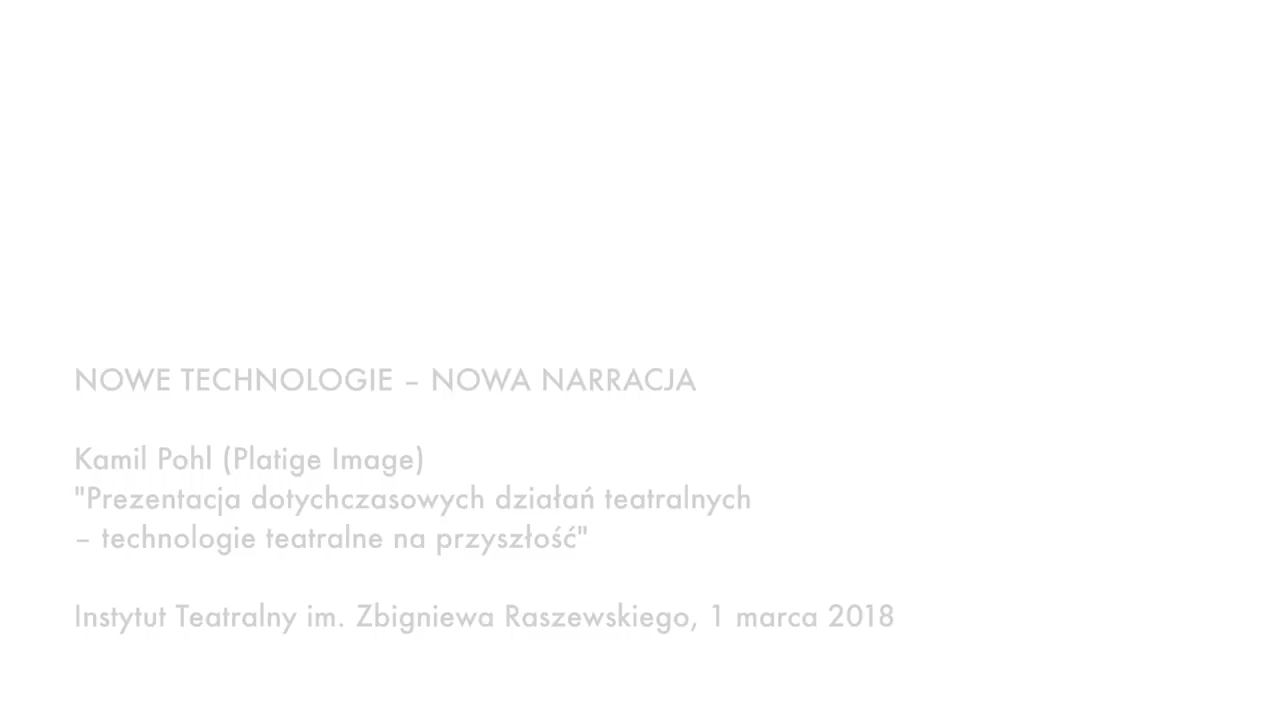 NOWE TECHNOLOGIE – NOWA NARRACJA
Kamil Pohl (Platige Image)
"Prezentacja dotychczasowych działań teatralnych
– technologie teatralne na przyszłość"
Instytut Teatralny im. Zbigniewa Raszewskiego, 1 marca 2018